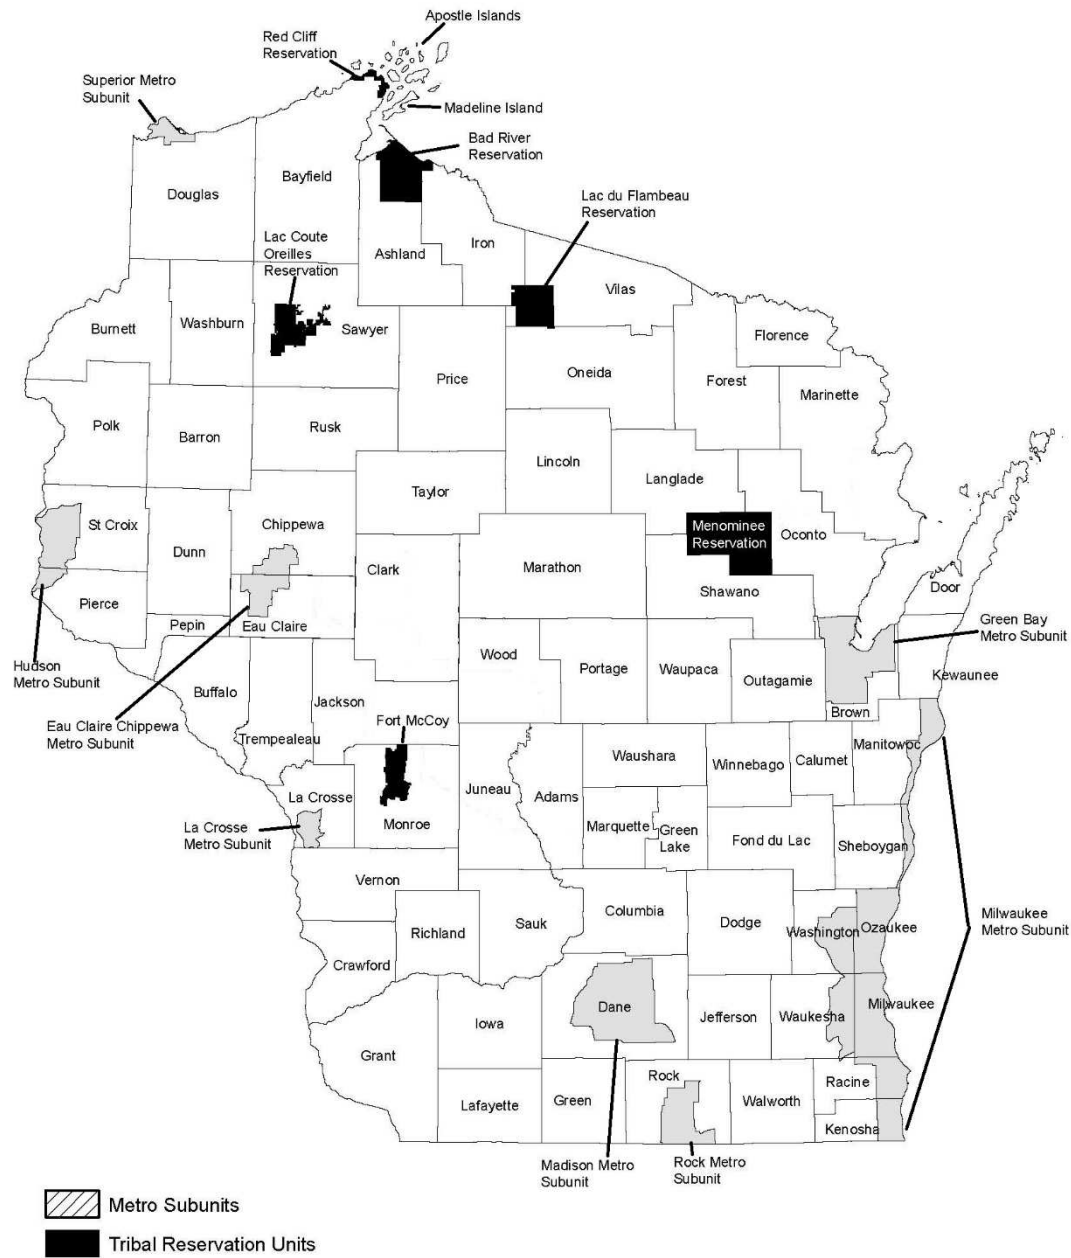 Apostle Islands
Red Cliff
Reservation
Superior Metro
Subunit
Madeline Island
Bad River
Reservation
Bayfield
Douglas
Lac du Flambeau
Reservation
Lac Coute
Oreilles
Reservation
Ashland
Iron
Vilas
Burnett
Washburn
Sawyer
Florence
Price
Oneida
Forest
Marinette
Polk
Barron
Rusk
Lincoln
Langlade
Taylor
St Croix
Chippewa
Menominee
Reservation
Oconto
Dunn
Clark
Marathon
Shawano
Door
Pierce
Pepin
Eau Claire
Green Bay
Metro Subunit
Hudson
Metro Subunit
Wood
Portage
Waupaca
Outagamie
Kewaunee
Buffalo
Jackson
Brown
Eau Claire Chippewa
Metro Subunit
Trempealeau
Fort McCoy
Waushara
Winnebago
Calumet
Manitowoc
La Crosse
Juneau
Adams
La Crosse
Metro Subunit
Monroe
Marquette
Green
Lake
Fond du Lac
Sheboygan
Vernon
Columbia
Milwaukee
Metro Subunit
Richland
Sauk
Dodge
Washington
Ozaukee
Crawford
Dane
Iowa
Jefferson
Waukesha
Milwaukee
Grant
Rock
Racine
Lafayette
Green
Walworth
Kenosha
Madison Metro
Subunit
Rock Metro
Subunit
Metro Subunits
Tribal Reservation Units